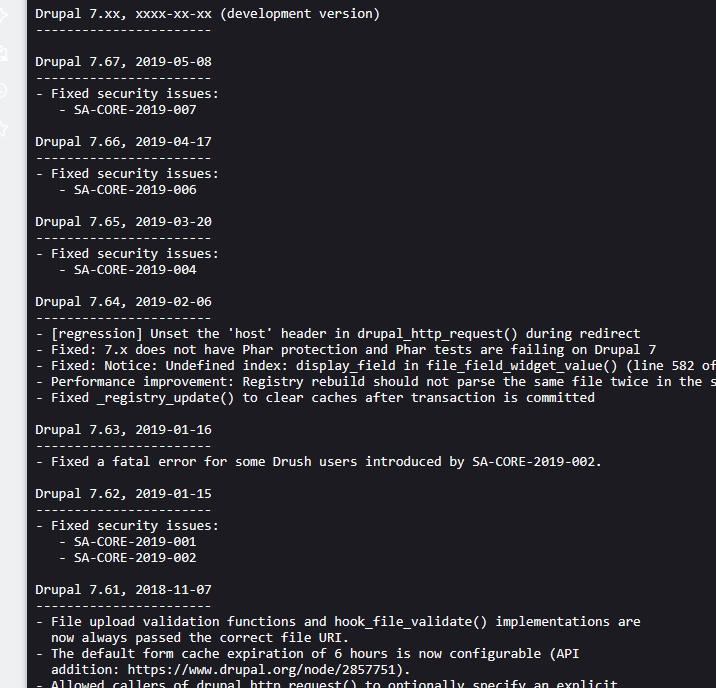 Drupal 7.xx, xxxx-xx-xx (development version)
-----------------------
Drupal 7.67, 2019-05-08
-----------------------
- Fixed security issues:
   - SA-CORE-2019-007
Drupal 7.66, 2019-04-17
-----------------------
- Fixed security issues:
   - SA-CORE-2019-006
Drupal 7.65, 2019-03-20
-----------------------
- Fixed security issues:
   - SA-CORE-2019-004
Drupal 7.64, 2019-02-06
-----------------------
- [regression] Unset the 'host' header in drupal_http_request() during redirect
- Fixed: 7.x does not have Phar protection and Phar tests are failing on Drupal 7
- Fixed: Notice: Undefined index: display_field in file_field_widget_value() (line 582 of
- Performance improvement: Registry rebuild should not parse the same file twice in the s
- Fixed _registry_update() to clear caches after transaction is committed
Drupal 7.63, 2019-01-16
-----------------------
- Fixed a fatal error for some Drush users introduced by SA-CORE-2019-002.
Drupal 7.62, 2019-01-15
-----------------------
- Fixed security issues:
   - SA-CORE-2019-001
   - SA-CORE-2019-002
Drupal 7.61, 2018-11-07
-----------------------
- File upload validation functions and hook_file_validate() implementations are
  now always passed the correct file URI.
- The default form cache expiration of 6 hours is now configurable (API
  addition: https://www.drupal.org/node/2857751).
- Allowed callers of drupal_http_request() to optionally specify an explicit